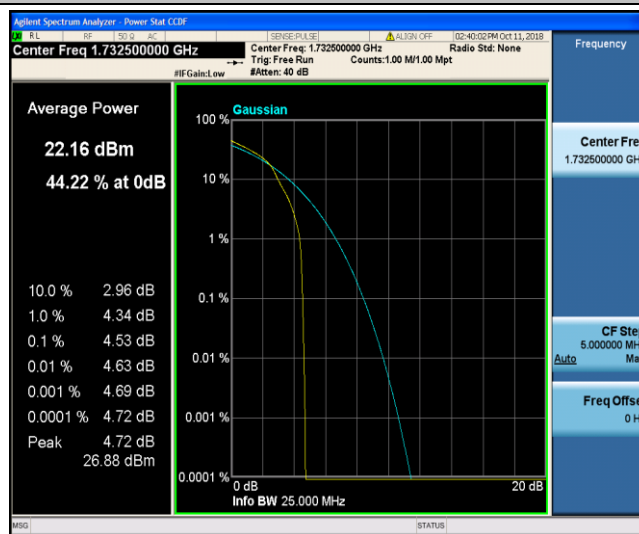 Agilent Spectrum Analyzer - Power Stat CCDF
RL RF 50 Ω AC SENSE:PULSE ALIGN OFF 02:40:02 PM Oct 11, 2018
Center Freq 1.732500000 GHz
Center Freq: 1.732500000 GHz Radio Std: None
Trig: Free Run Counts:1.00 M/1.00 Mpt
#IFGain:Low #Atten: 40 dB
Frequency
Average Power
22.16 dBm
44.22 % at 0dB
10.0 % 2.96 dB
1.0 % 4.34 dB
0.1 % 4.53 dB
0.01 % 4.63 dB
0.001 % 4.69 dB
0.0001 % 4.72 dB
Peak 4.72 dB
26.88 dBm
Gaussian
100 %
10 %
1 %
0.1 %
0.01 %
0.001 %
0.0001 %
0 dB 20 dB
Info BW 25.000 MHz
Center Fre
1.732500000 GH
CF Ste
5.000000 MH
Auto Ma
Freq Offse
0 H
MSG STATUS